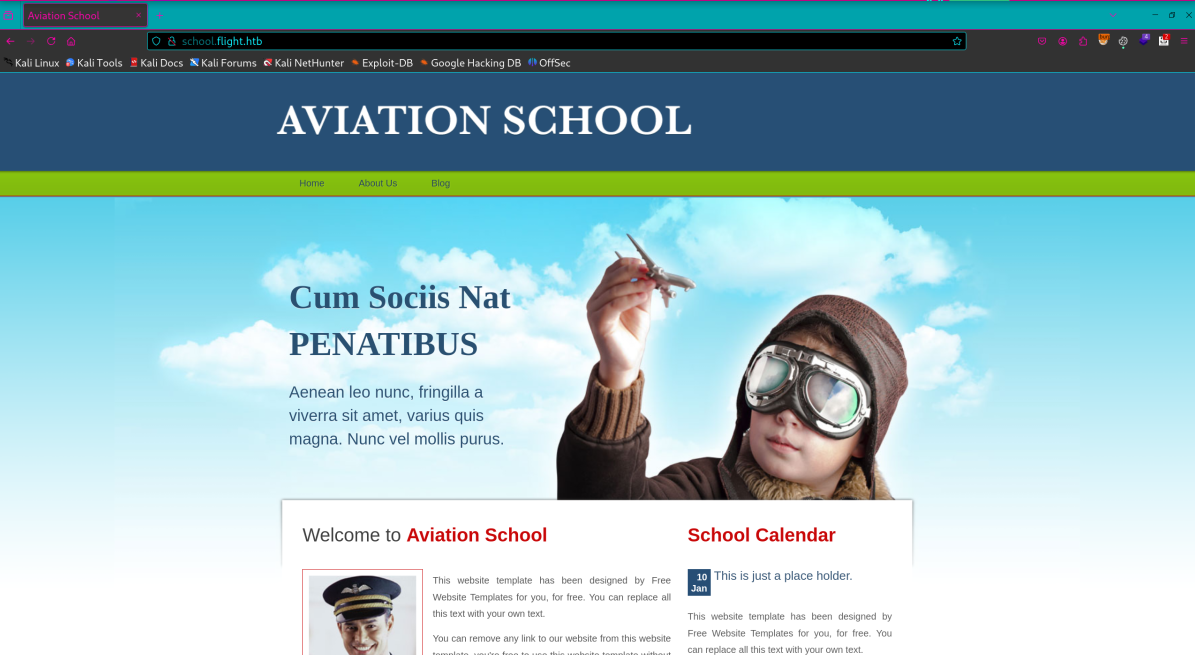 Aviation School
school.flight.htb
Kali Linux Kali Tools Kali Docs Kali Forums Kali NetHunter Exploit-DB Google Hacking DB OffSec
AVIATION SCHOOL
Home About Us Blog
Cum Sociis Nat
PENATIBUS
Aenean leo nunc, fringilla a
viverra sit amet, varius quis
magna. Nunc vel mollis purus.
Welcome to Aviation School
This website template has been designed by Free
Website Templates for you, for free. You can replace all
this text with your own text.
You can remove any link to our website from this website
template, you're free to use this website template without
School Calendar
10
Jan
This is just a place holder.
This website template has been designed by
Free Website Templates for you, for free. You
can replace all this text with your own text.